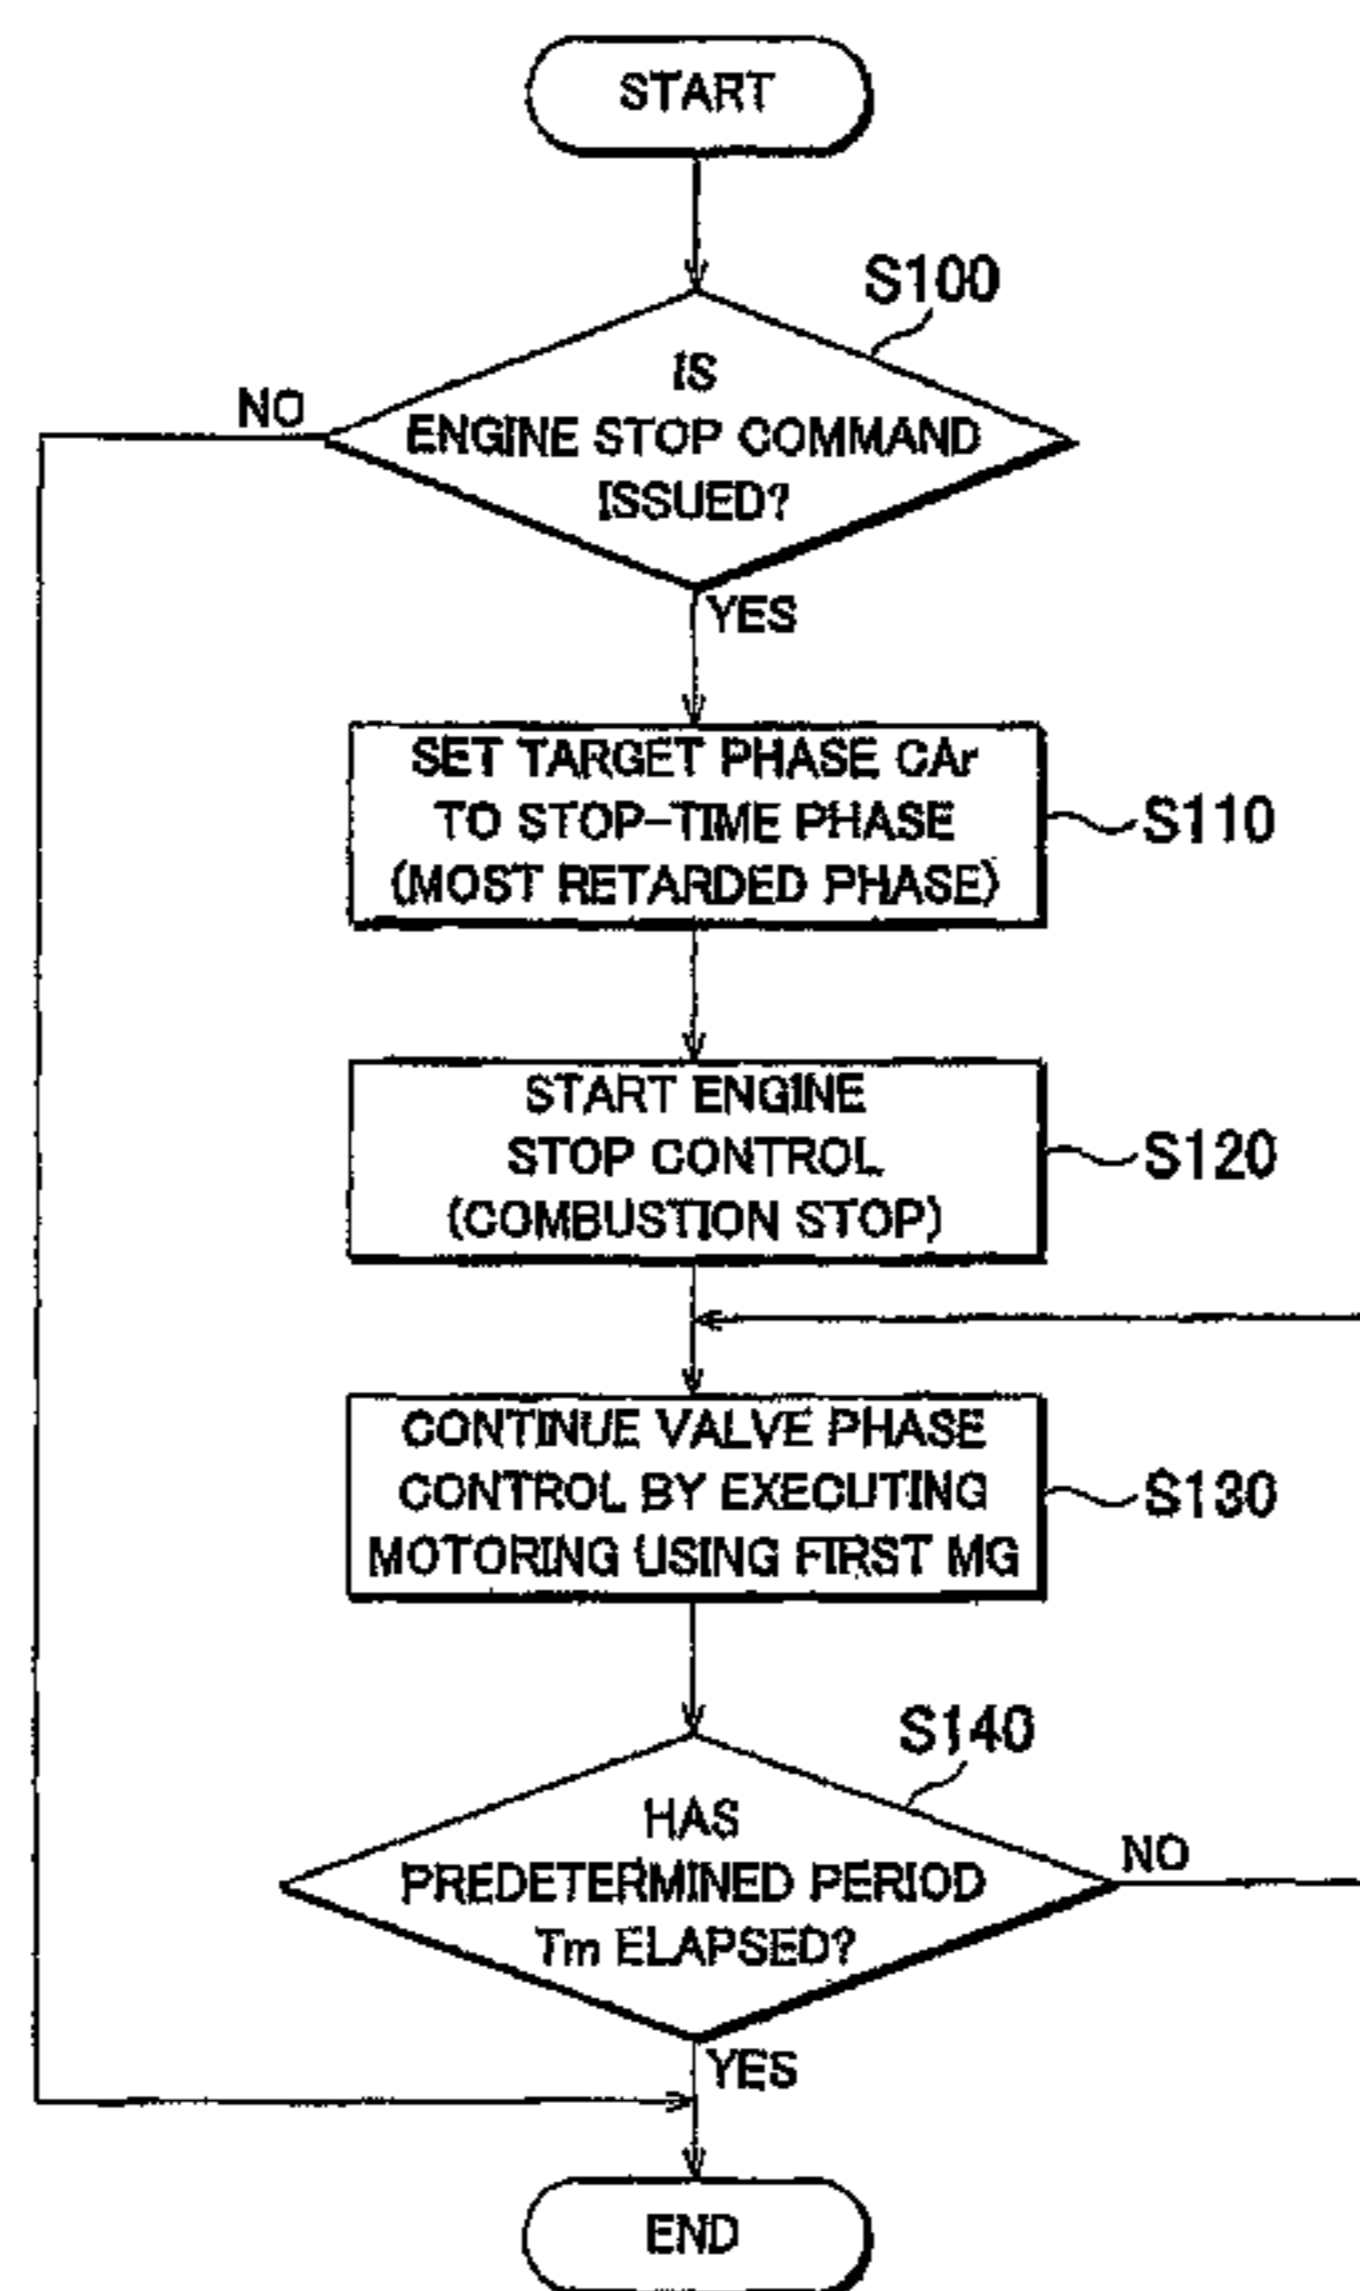 START
S100
IS
NO
ENGINE STOP COMMAND
ISSUED?
YES
SET TARGET PHASE CAr
TO STOP-TIME PHASE
(MOST RETARDED PHASE)
S110
START ENGINE
STOP CONTROL
(COMBUSTION STOP)
S120
CONTINUE VALVE PHASE
CONTROL BY EXECUTING
MOTORING USING FIRST MG
S130
S140
HAS
PREDETERMINED PERIOD
Tm ELAPSED?
NO
YES
END